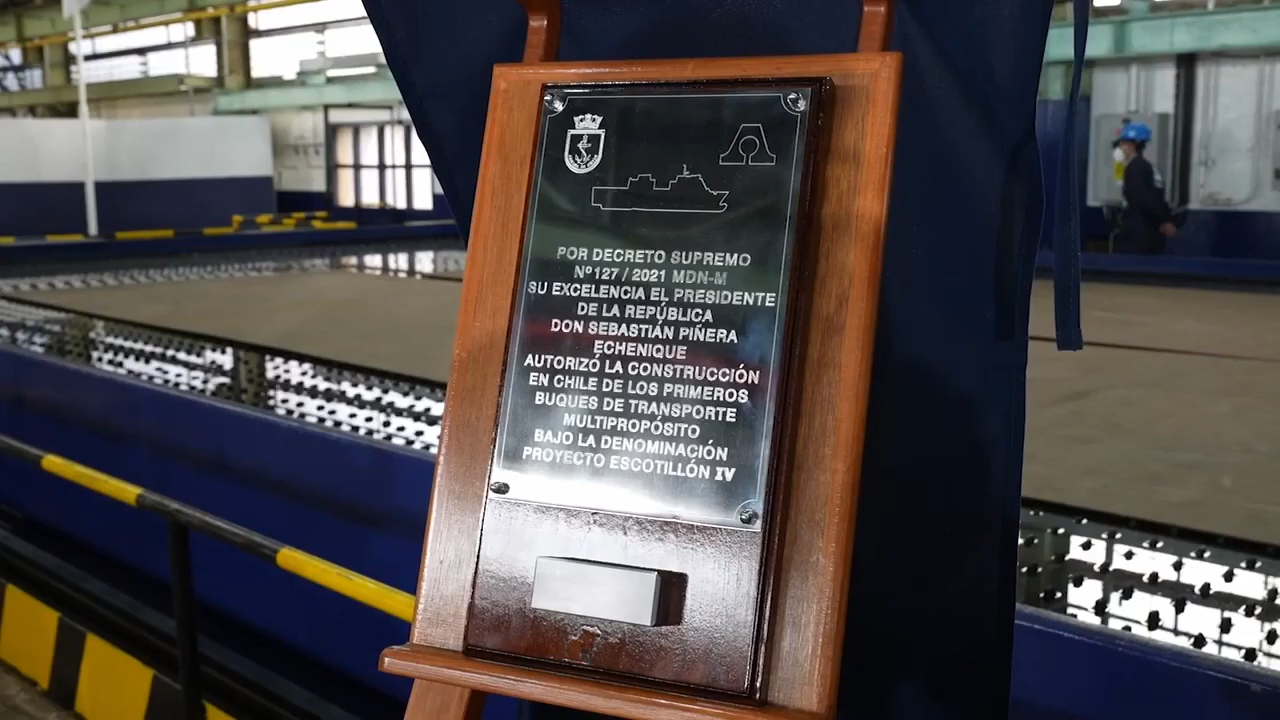 POR DECRETO SUPREMO
Nº127 / 2021 MDN-M
SU EXCELENCIA EL PRESIDENTE
DE LA REPÚBLICA
DON SEBASTIÁN PIÑERA
ECHENIQUE
AUTORIZÓ LA CONSTRUCCIÓN
EN CHILE DE LOS PRIMEROS
BUQUES DE TRANSPORTE
MULTIPROPÓSITO
BAJO LA DENOMINACIÓN
PROYECTO ESCOTILLÓN IV